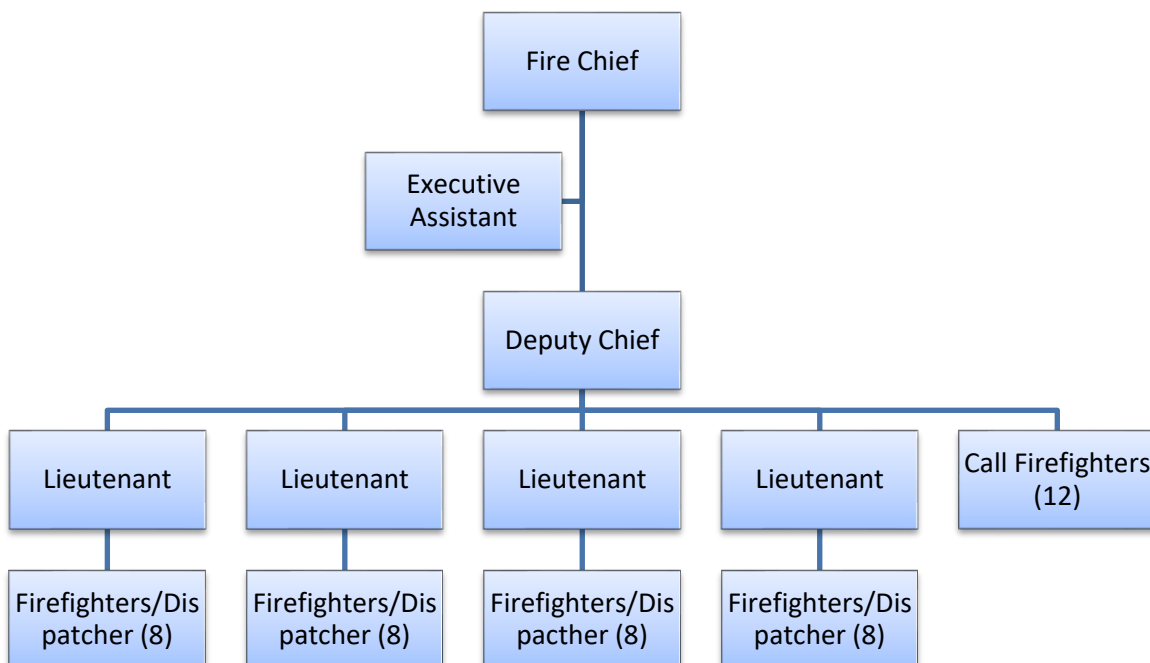 Fire Chief
Executive
Assistant
Deputy Chief
Lieutenant
Lieutenant
Lieutenant
Lieutenant
Call Firefighters
(12)
Firefighters/Dis
patcher (8)
Firefighters/Dis
patcher (8)
Firefighters/Dis
pacther (8)
Firefighters/Dis
patcher (8)